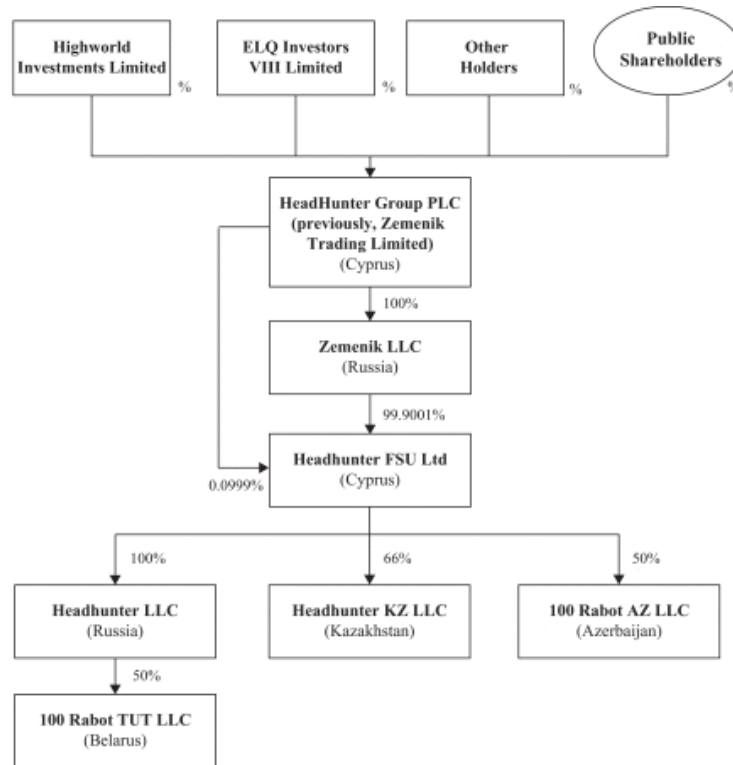 Highworld
Investments Limited
%
ELQ Investors
VIII Limited
%
Other
Holders
%
Public
Shareholders
%
HeadHunter Group PLC
(previously, Zemenik
Trading Limited)
(Cyprus)
100%
Zemenik LLC
(Russia)
99.9001%
Headhunter FSU Ltd
(Cyprus)
0.0999%
100%
66%
50%
Headhunter LLC
(Russia)
Headhunter KZ LLC
(Kazakhstan)
100 Rabot AZ LLC
(Azerbaijan)
50%
100 Rabot TUT LLC
(Belarus)